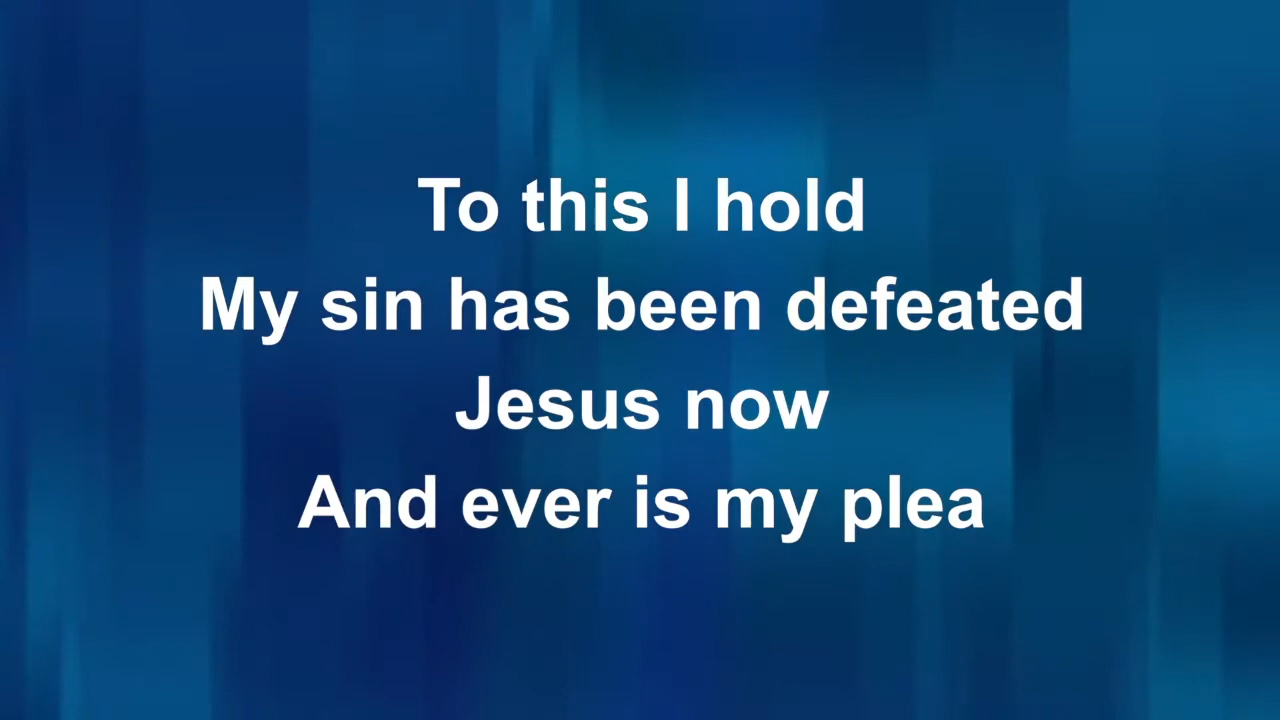 To this I hold
My sin has been defeated
Jesus now
And ever is my plea